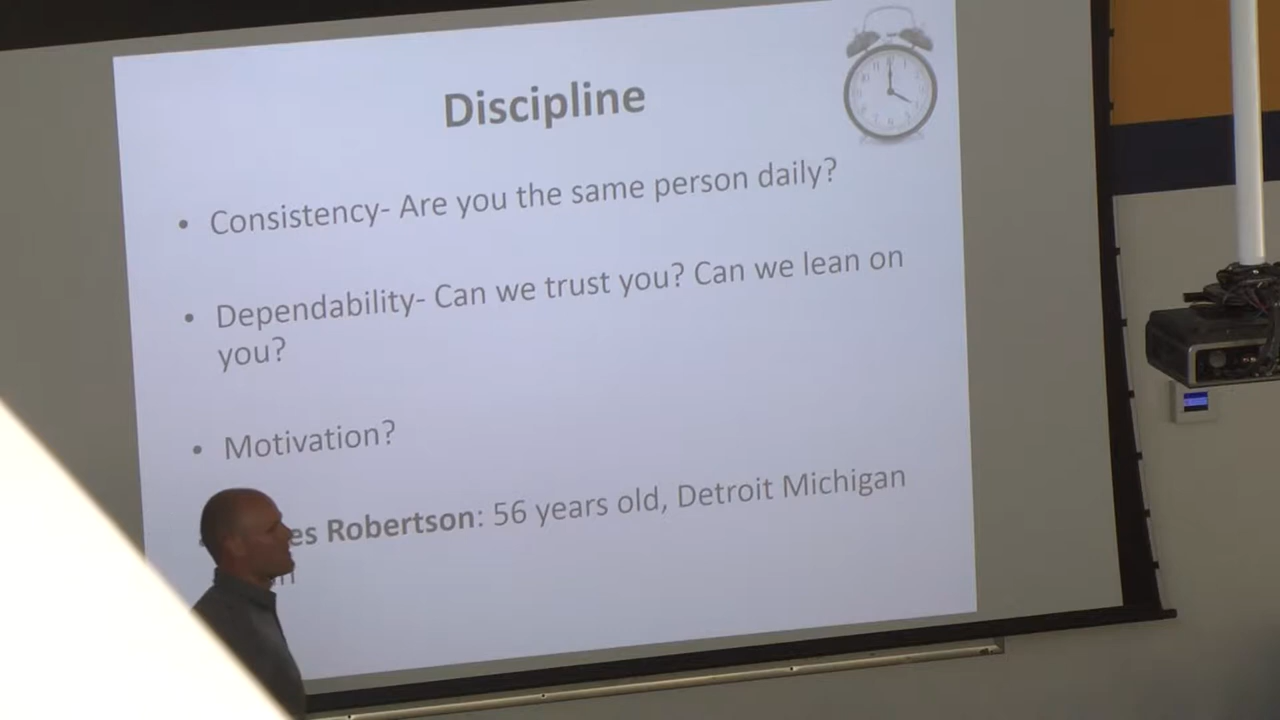 Discipline
• Consistency- Are you the same person daily?
• Dependability- Can we trust you? Can we lean on
you?
• Motivation?
Robertson: 56 years old, Detroit Michigan